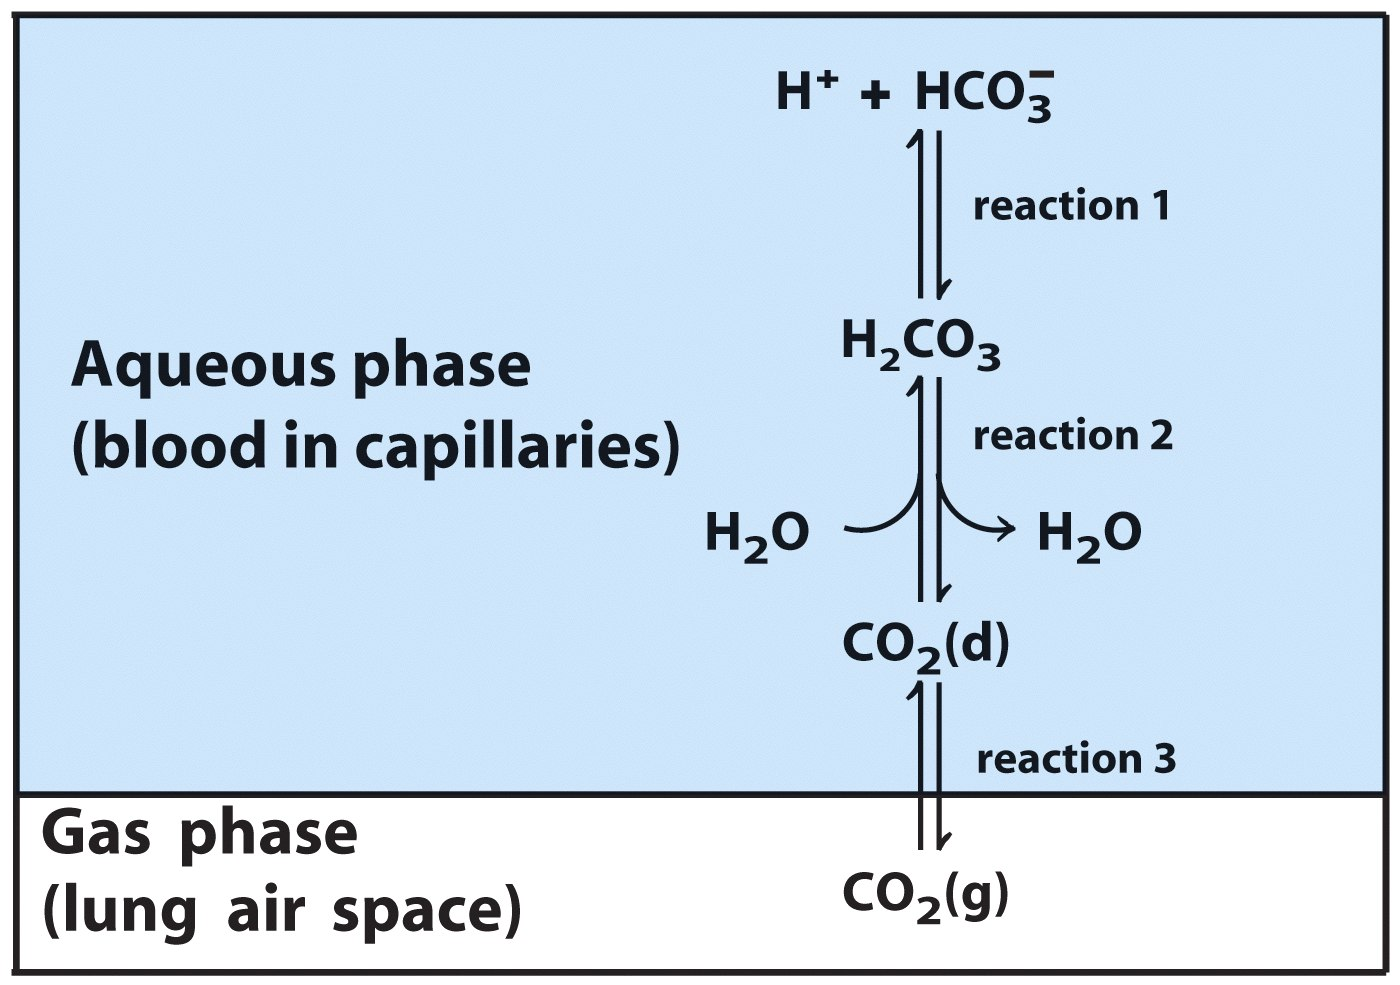 H⁺ + HCO₃⁻
reaction 1
H₂CO₃
Aqueous phase
(blood in capillaries)
reaction 2
H₂O H₂O
CO₂(d)
reaction 3
Gas phase
(lung air space)
CO₂(g)